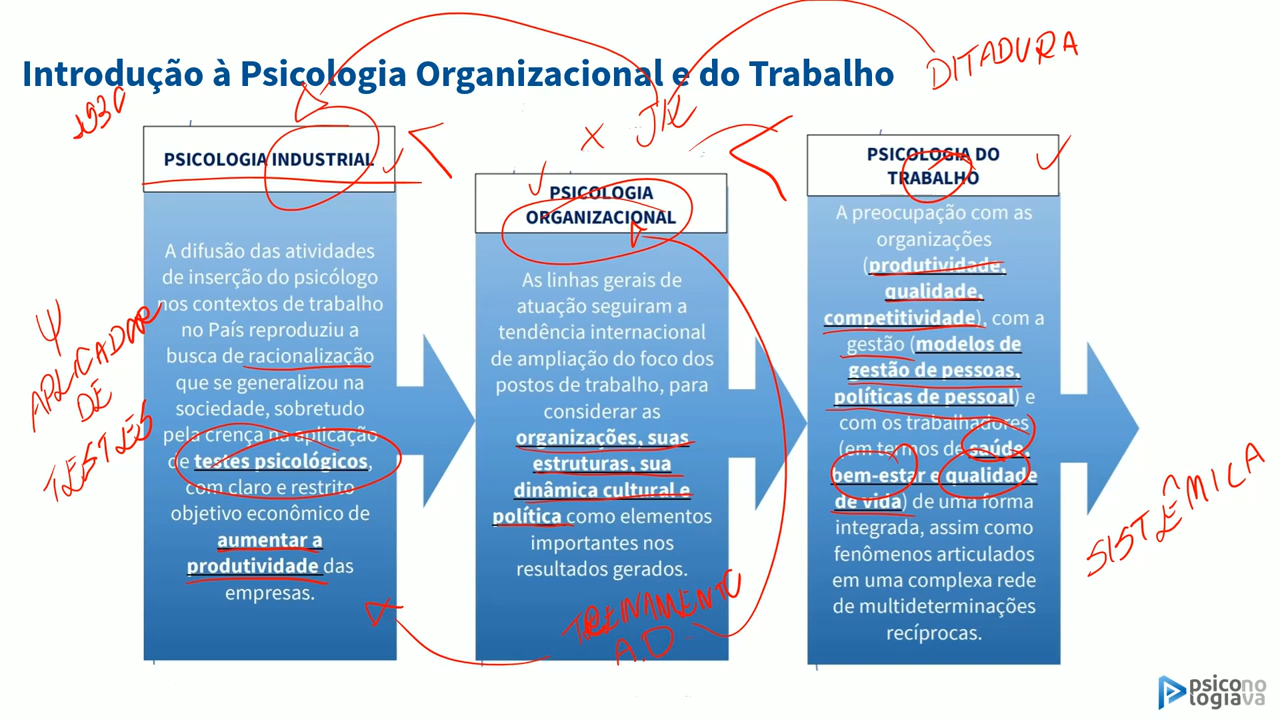 Introdução à Psicologia Organizacional e do Trabalho
DITADURA
1930
X JK
PSICOLOGIA INDUSTRIAL
A difusão das atividades
de inserção do psicólogo
nos contextos de trabalho
no País reproduziu a
busca de racionalização
que se generalizou na
sociedade, sobretudo
pela crença na aplicação
de testes psicológicos,
com claro e restrito
objetivo econômico de
aumentar a
produtividade das
empresas.
Ψ
APLICADOR
DE
TESTES
PSICOLOGIA
ORGANIZACIONAL
As linhas gerais de
atuação seguiram a
tendência internacional
de ampliação do foco dos
postos de trabalho, para
considerar as
organizações, suas
estruturas, sua
dinâmica cultural e
política como elementos
importantes nos
resultados gerados.
TREINAMENTO
A.D
PSICOLOGIA DO
TRABALHO
A preocupação com as
organizações
(produtividade,
qualidade,
competitividade), com a
gestão (modelos de
gestão de pessoas,
políticas de pessoal) e
com os trabalhadores
(em termos de saúde,
bem-estar e qualidade
de vida) de uma forma
integrada, assim como
fenômenos articulados
em uma complexa rede
de multideterminações
recíprocas.
SISTÊMICA
psicono
logiava